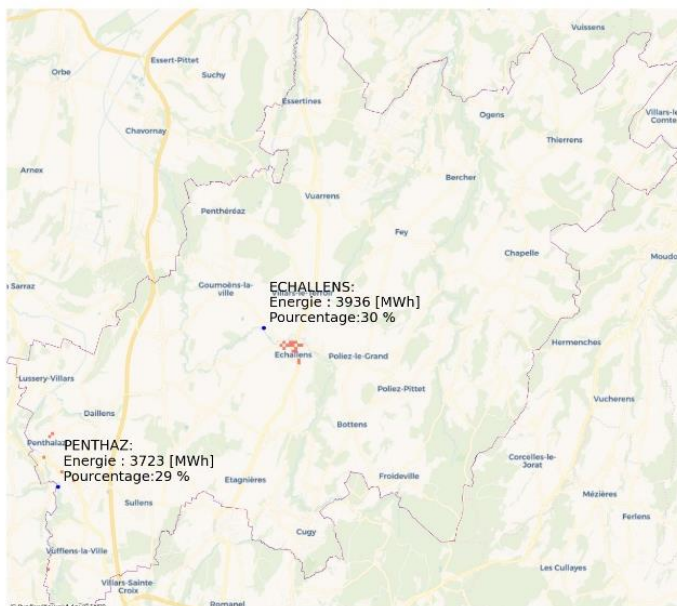 Vuissens
Essert-Pittet
Orbe
Suchy
Essertines
Villars-le-
Comte
Ogens
Chavornay
Thierrens
Arnex
Bercher
Vuarrens
Penthéréaz
Fey
Chapelle
Moudo
Sarraz
Goumoëns-la-
ville
ECHALLENS:
Energie : 3936 [MWh]
Pourcentage:30 %
Hermenches
Echallens
Poliez-le-Grand
Lussery-Villars
Poliez-Pittet
Vucherens
Daillens
Bottens
Penthalaz
PENTHAZ:
Energie : 3723 [MWh]
Pourcentage:29 %
Corcelles-le-
Jorat
Etagnières
Froideville
Mézières
Sullens
Ferlens
Cugy
Vufflens-la-Ville
Les Cullayes
Villars-Sainte-
Croix
Romanel